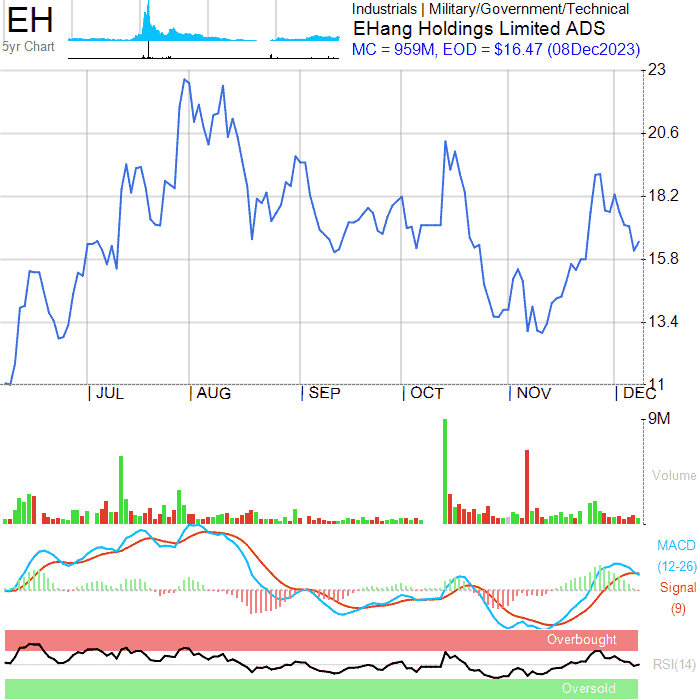 EH
5yr Chart
Industrials | Military/Government/Technical
EHang Holdings Limited ADS
MC = 959M, EOD = $16.47 (08Dec2023)
23
20.6
18.2
15.8
13.4
11
JUL AUG SEP OCT NOV DEC
9M
Volume
MACD
(12-26)
Signal
(9)
Overbought
RSI(14)
Oversold